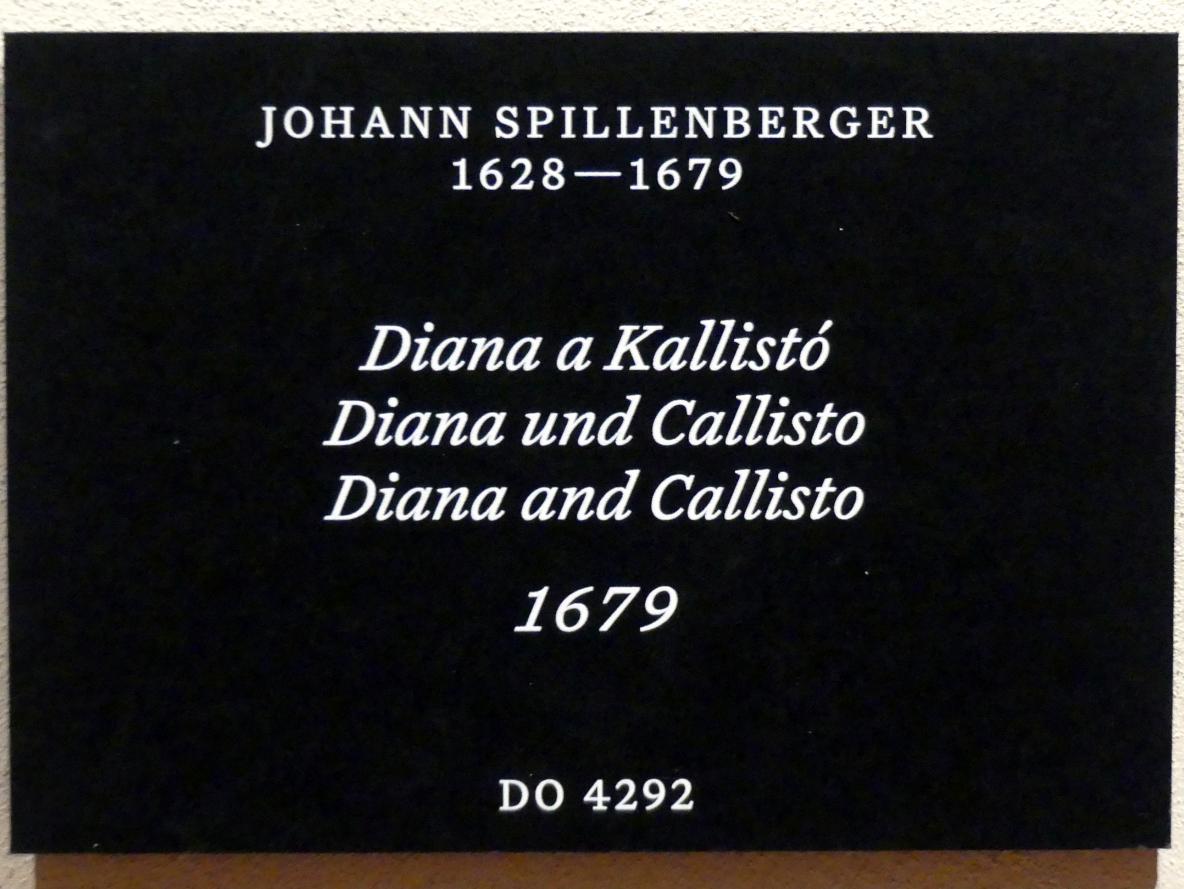 JOHANN SPILLENBERGER
1628—1679
Diana a Kallistó
Diana und Callisto
Diana and Callisto
1679
DO 4292